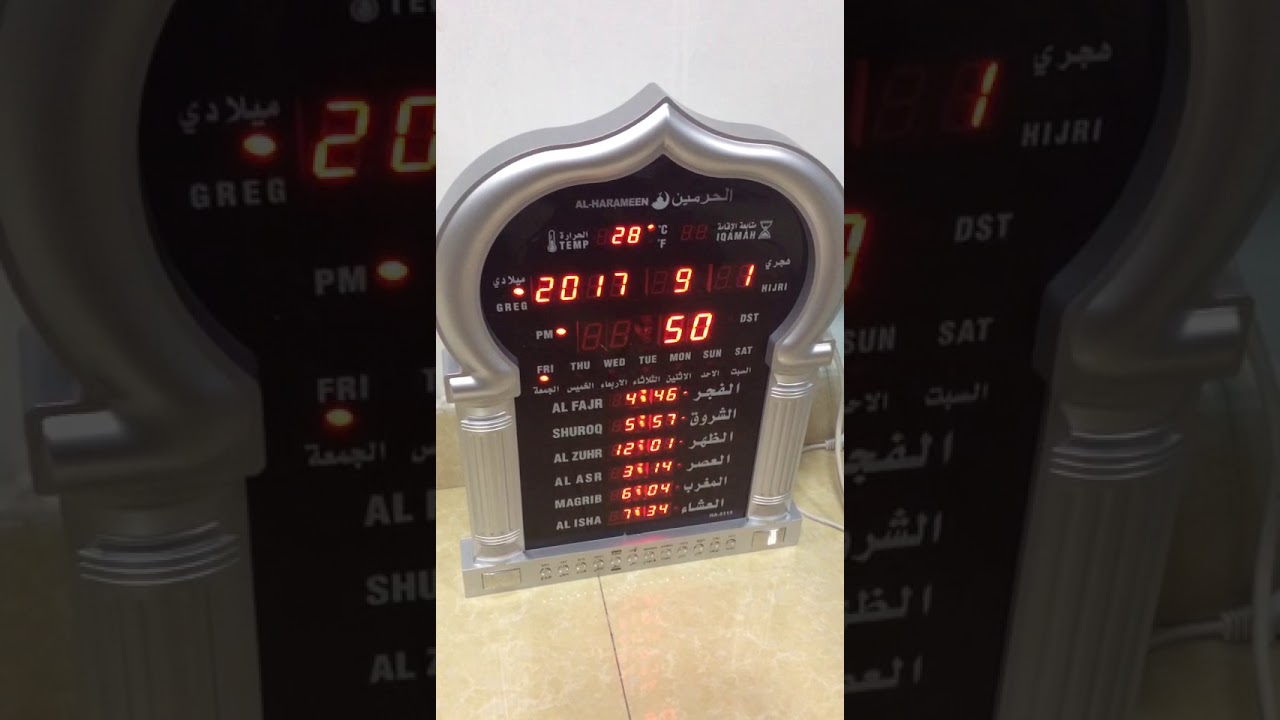 AL-HARAMEEN الحرمين
الحرارة TEMP 28 °C °F متابعة الإقامة IQAMAH
ميلادي GREG 2017 9 1 هجري HIJRI
PM 50 DST
FRI THU WED TUE MON SUN SAT
الجمعة الخميس الاربعاء الثلاثاء الاثنين الاحد السبت
AL FAJR 4:46 الفجر
SHUROQ 5:57 الشروق
AL ZUHR 12:01 الظهر
AL ASR 3:14 العصر
MAGRIB 6:04 المغرب
AL ISHA 7:34 العشاء